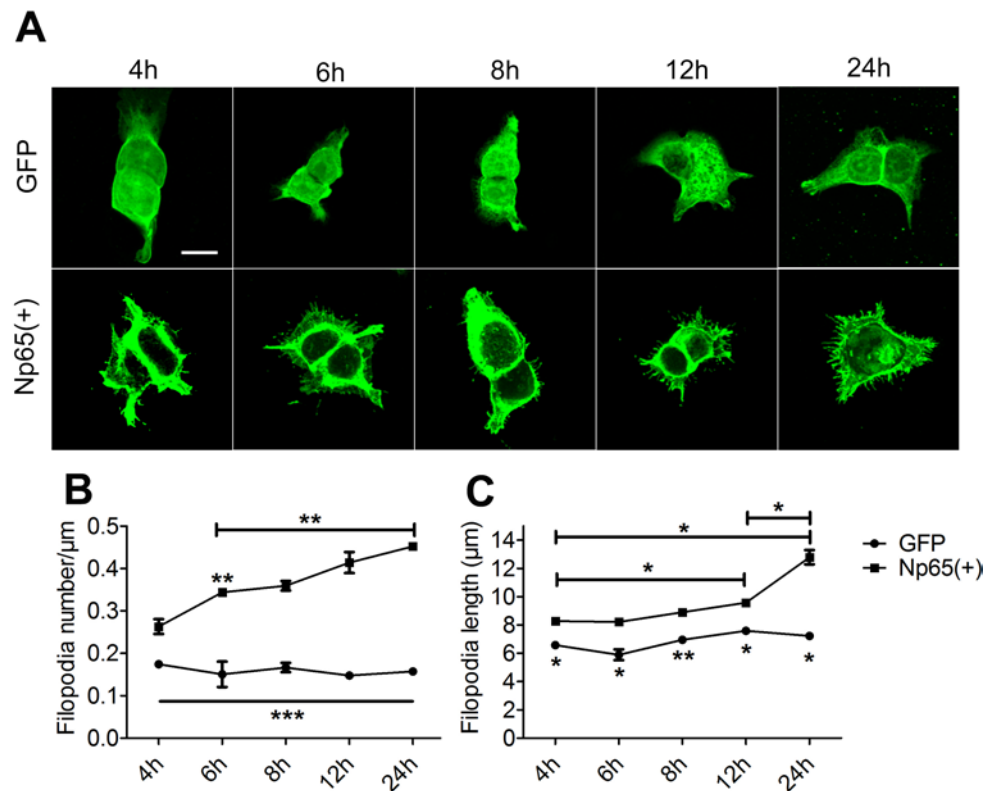 A
4h 6h 8h 12h 24h
GFP
Np65(+)
B
Filopodia number/µm
0.5
0.4
0.3
0.2
0.1
0.0
**
**
***
4h 6h 8h 12h 24h
C
Filopodia length (µm)
14
12
10
8
6
4
2
0
*
*
*
* * ** * *
4h 6h 8h 12h 24h
GFP
Np65(+)